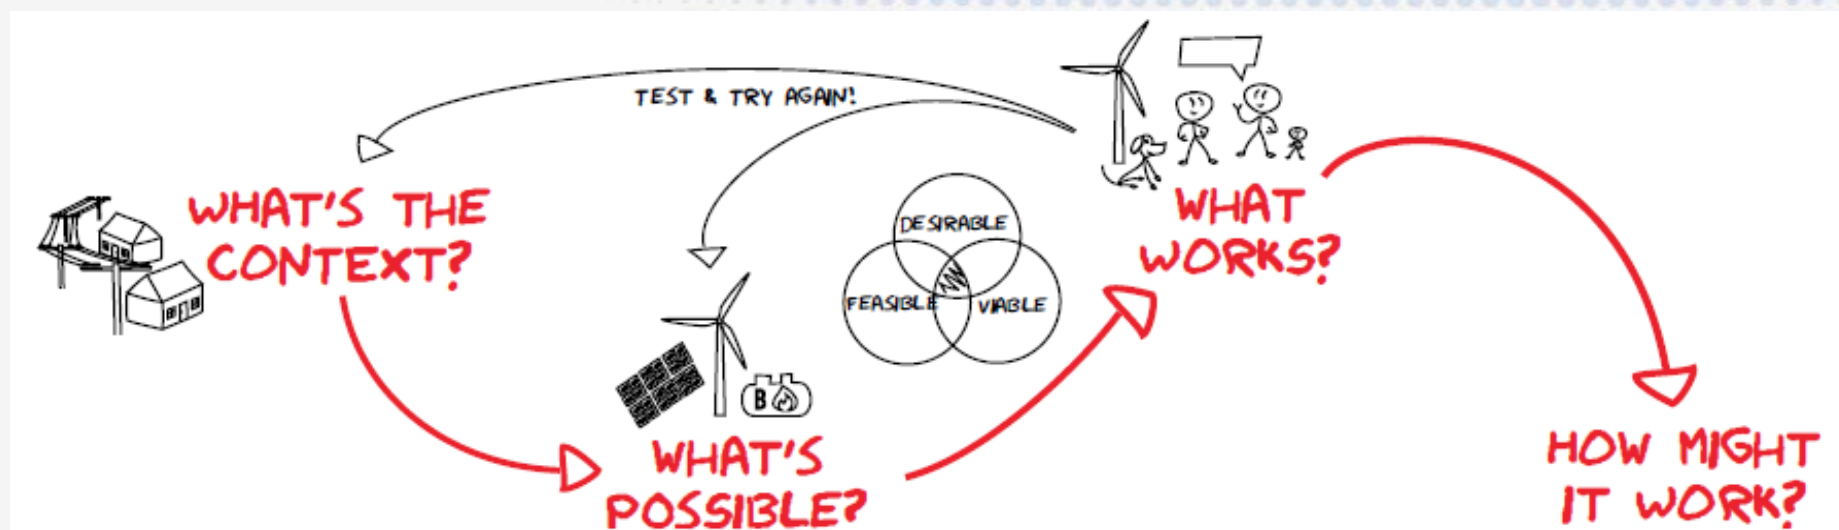 TEST & TRY AGAIN!
WHAT'S THE
CONTEXT?
DESIRABLE
FEASIBLE
VIABLE
WHAT
WORKS?
B
WHAT'S
POSSIBLE?
HOW MIGHT
IT WORK?